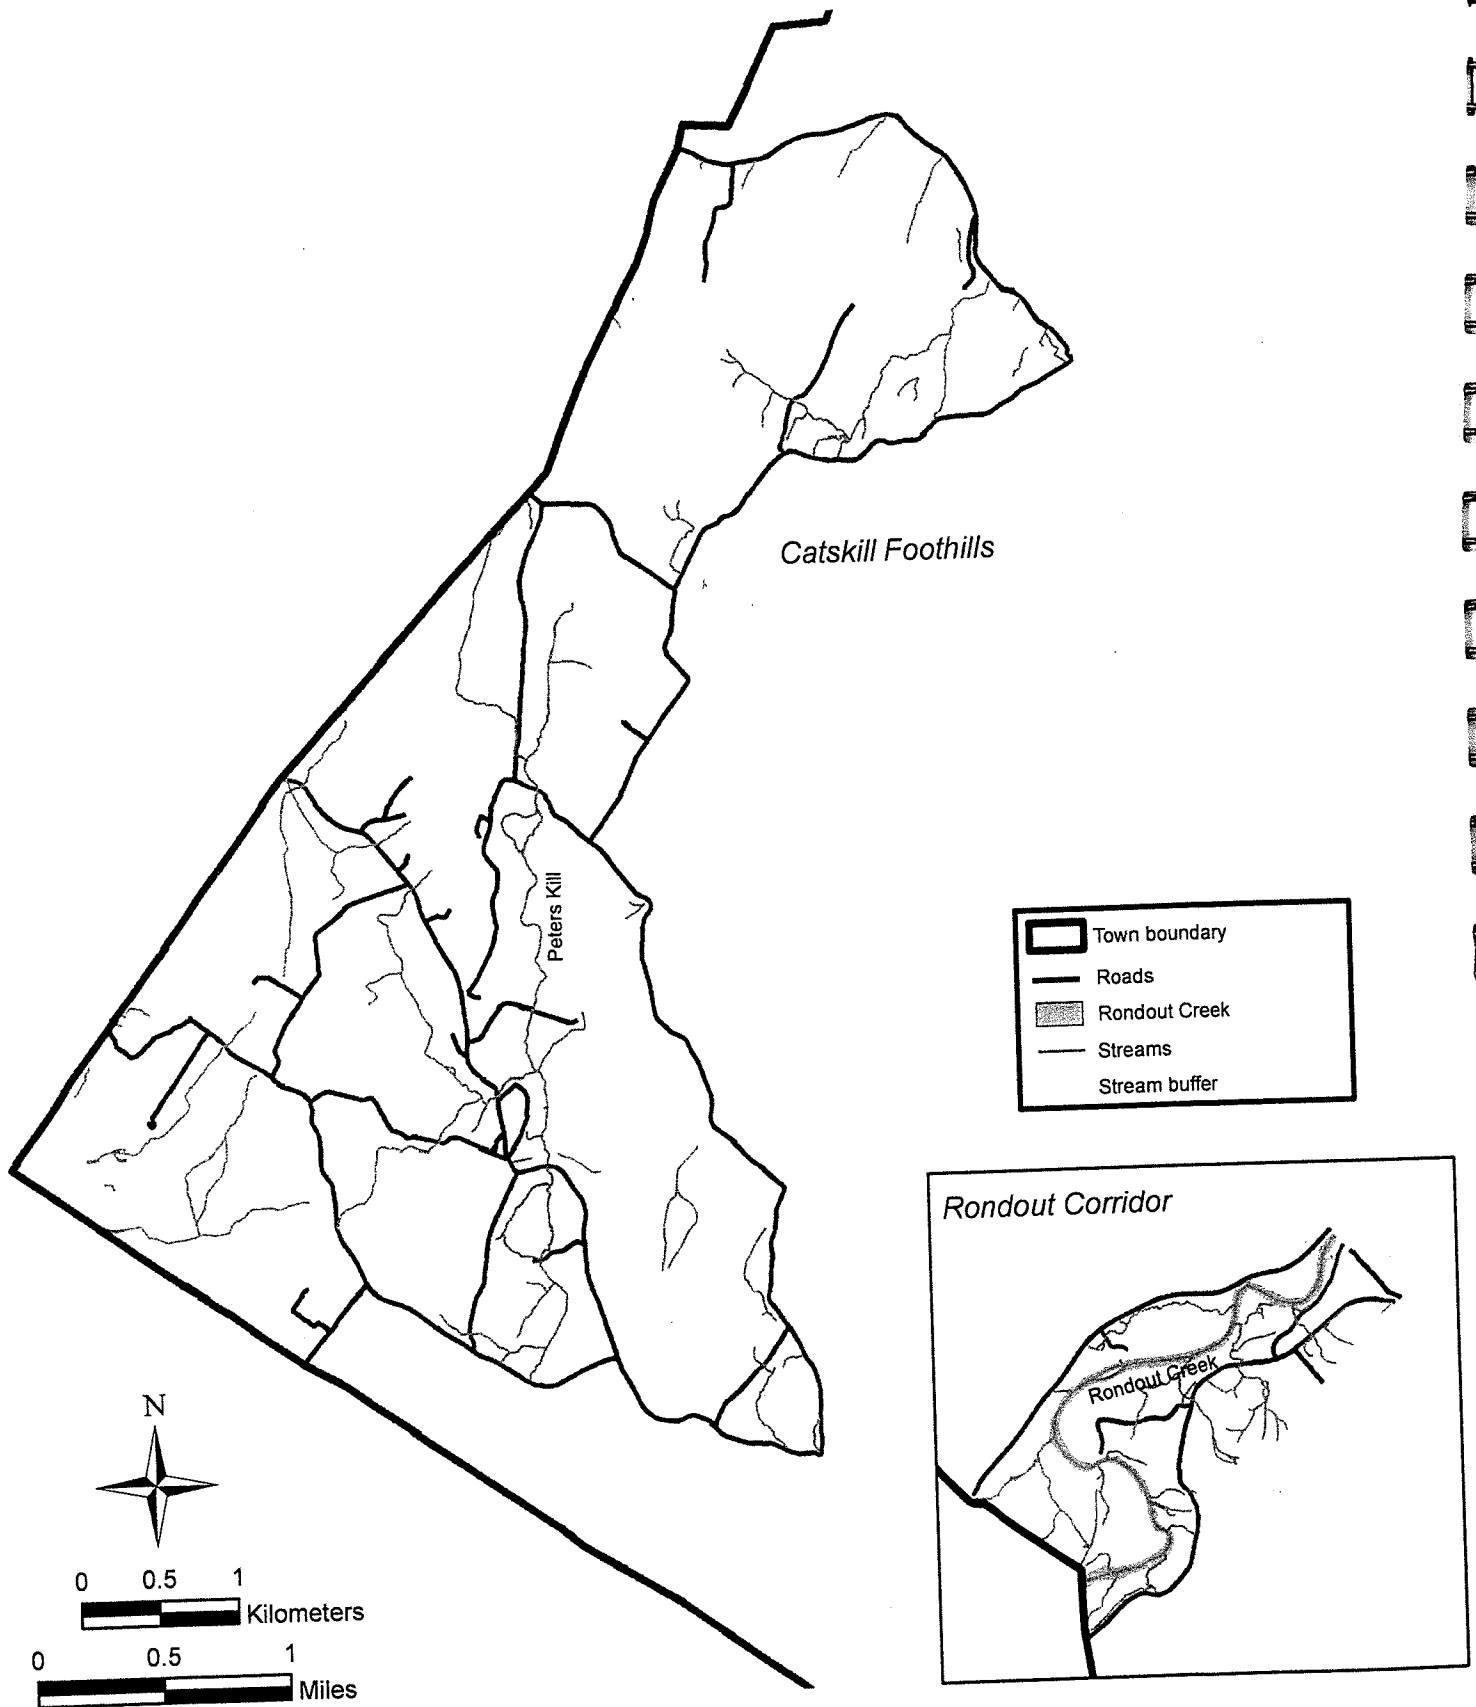 Catskill Foothills
Peters Kill
Town boundary
Roads
Rondout Creek
Streams
Stream buffer
Rondout Corridor
Rondout Creek
N
0 0.5 1
Kilometers
0 0.5 1
Miles